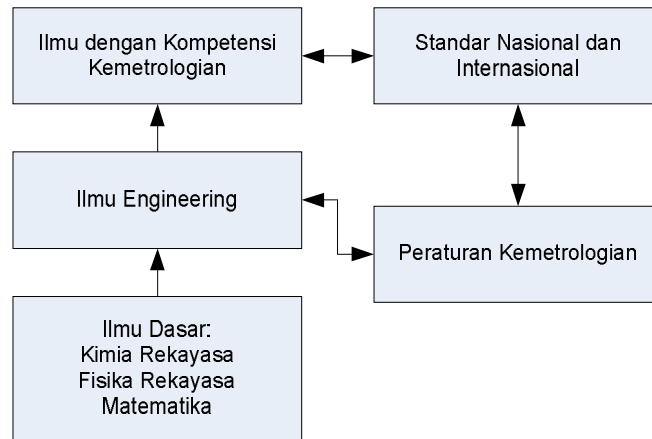 Ilmu dengan Kompetensi
Kemetrologian
Standar Nasional dan
Internasional
Ilmu Engineering
Peraturan Kemetrologian
Ilmu Dasar:
Kimia Rekayasa
Fisika Rekayasa
Matematika